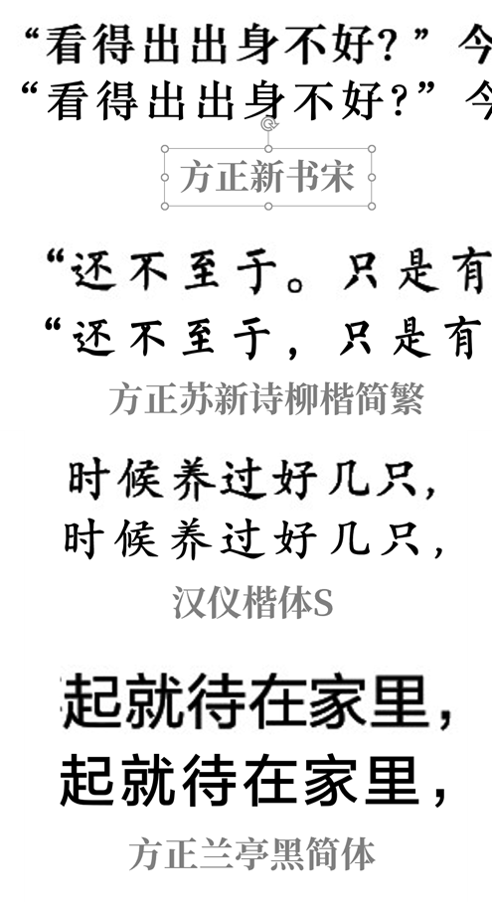 “看得出出身不好？”今
“看得出出身不好？”今
方正新书宋
“还不至于。只是有
“还不至于，只是有
方正苏新诗柳楷简繁
时候养过好几只，
时候养过好几只，
汉仪楷体S
起就待在家里，
起就待在家里，
方正兰亭黑简体